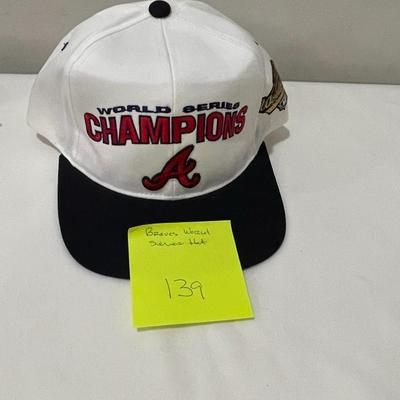 WORLD SERIES
CHAMPIONS
A
Braves World
Series Hat
139